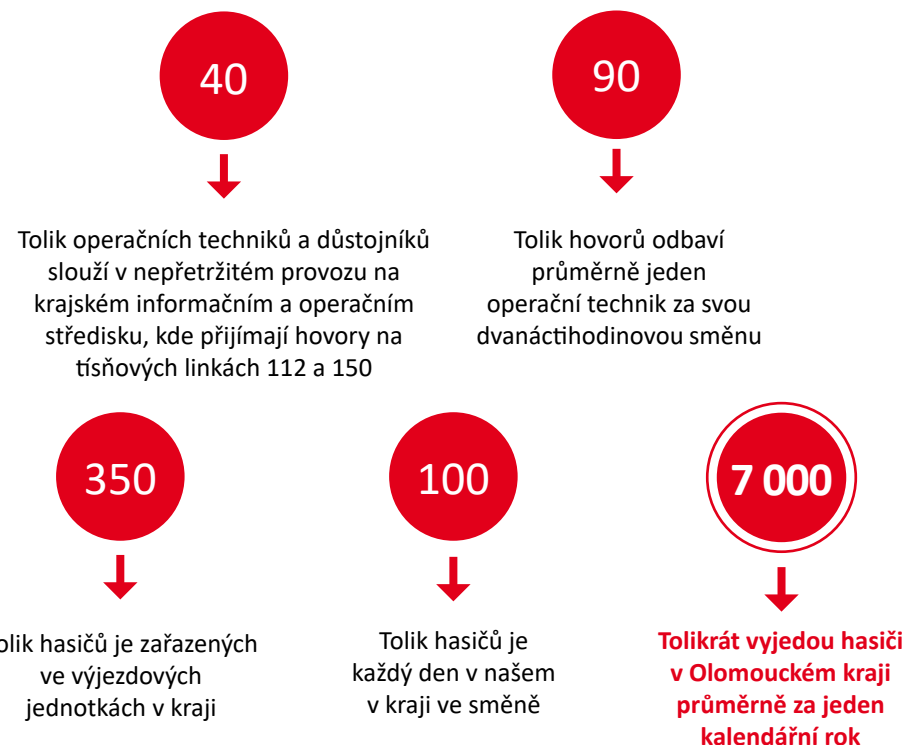 40
Tolik operačních techniků a důstojníků
slouží v nepřetržitém provozu na
krajském informačním a operačním
středisku, kde přijímají hovory na
tísňových linkách 112 a 150
90
Tolik hovorů odbaví
průměrně jeden
operační technik za svou
dvanáctihodinovou směnu
350
olik hasičů je zařazených
ve výjezdových
jednotkách v kraji
100
Tolik hasičů je
každý den v našem
v kraji ve směně
7 000
Tolikrát vyjedou hasiči
v Olomouckém kraji
průměrně za jeden
kalendářní rok